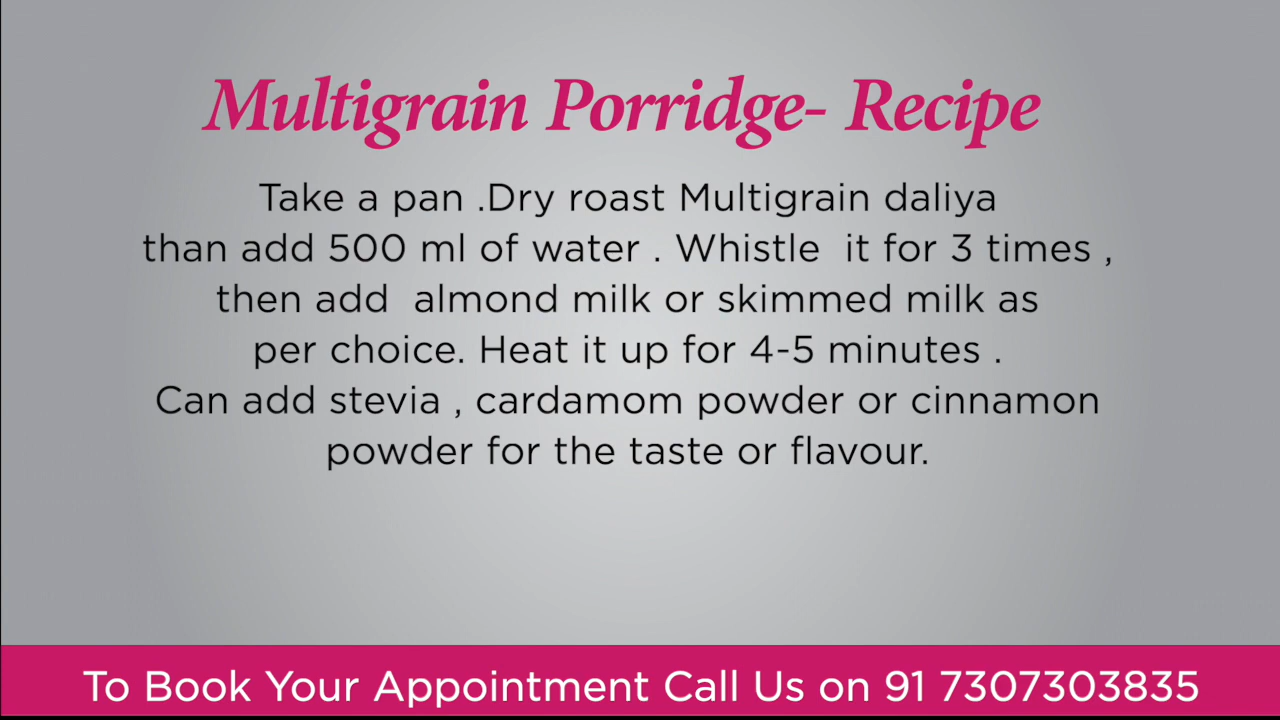 Multigrain Porridge- Recipe
Take a pan .Dry roast Multigrain daliya
than add 500 ml of water . Whistle  it for 3 times ,
then add  almond milk or skimmed milk as
per choice. Heat it up for 4-5 minutes .
Can add stevia , cardamom powder or cinnamon
powder for the taste or flavour.
To Book Your Appointment Call Us on 91 7307303835